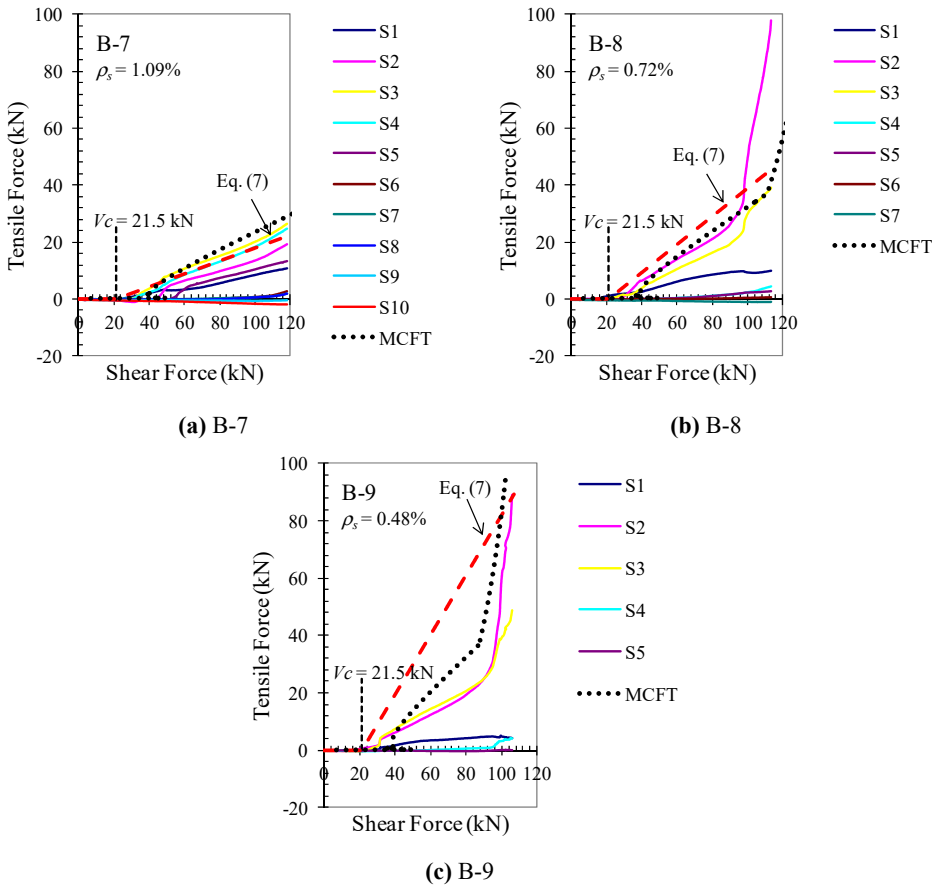 100
80
60
40
20
0
-20
Tensile Force (kN)
B-7
ρs = 1.09%
Vc = 21.5 kN
Eq. (7)
0 20 40 60 80 100 120
Shear Force (kN)
S1
S2
S3
S4
S5
S6
S7
S8
S9
S10
MCFT
(a) B-7
100
80
60
40
20
0
-20
Tensile Force (kN)
B-8
ρs = 0.72%
Eq. (7)
Vc = 21.5 kN
0 20 40 60 80 100 120
Shear Force (kN)
S1
S2
S3
S4
S5
S6
S7
MCFT
(b) B-8
100
80
60
40
20
0
-20
Tensile Force (kN)
B-9
ρs = 0.48%
Eq. (7)
Vc = 21.5 kN
0 20 40 60 80 100 120
Shear Force (kN)
S1
S2
S3
S4
S5
MCFT
(c) B-9